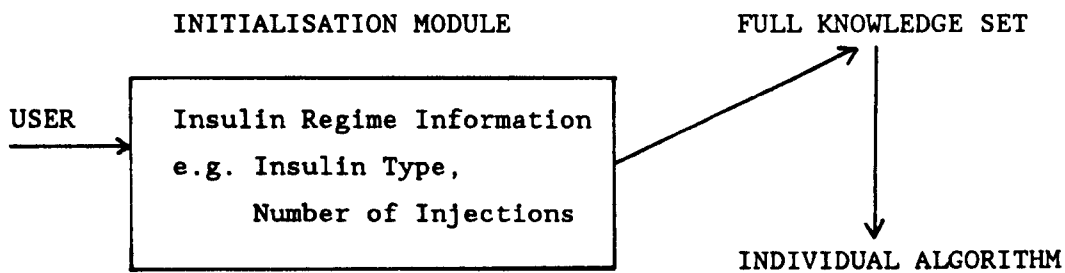 INITIALISATION MODULE
FULL KNOWLEDGE SET
USER
Insulin Regime Information
e.g. Insulin Type,
Number of Injections
INDIVIDUAL ALGORITHM